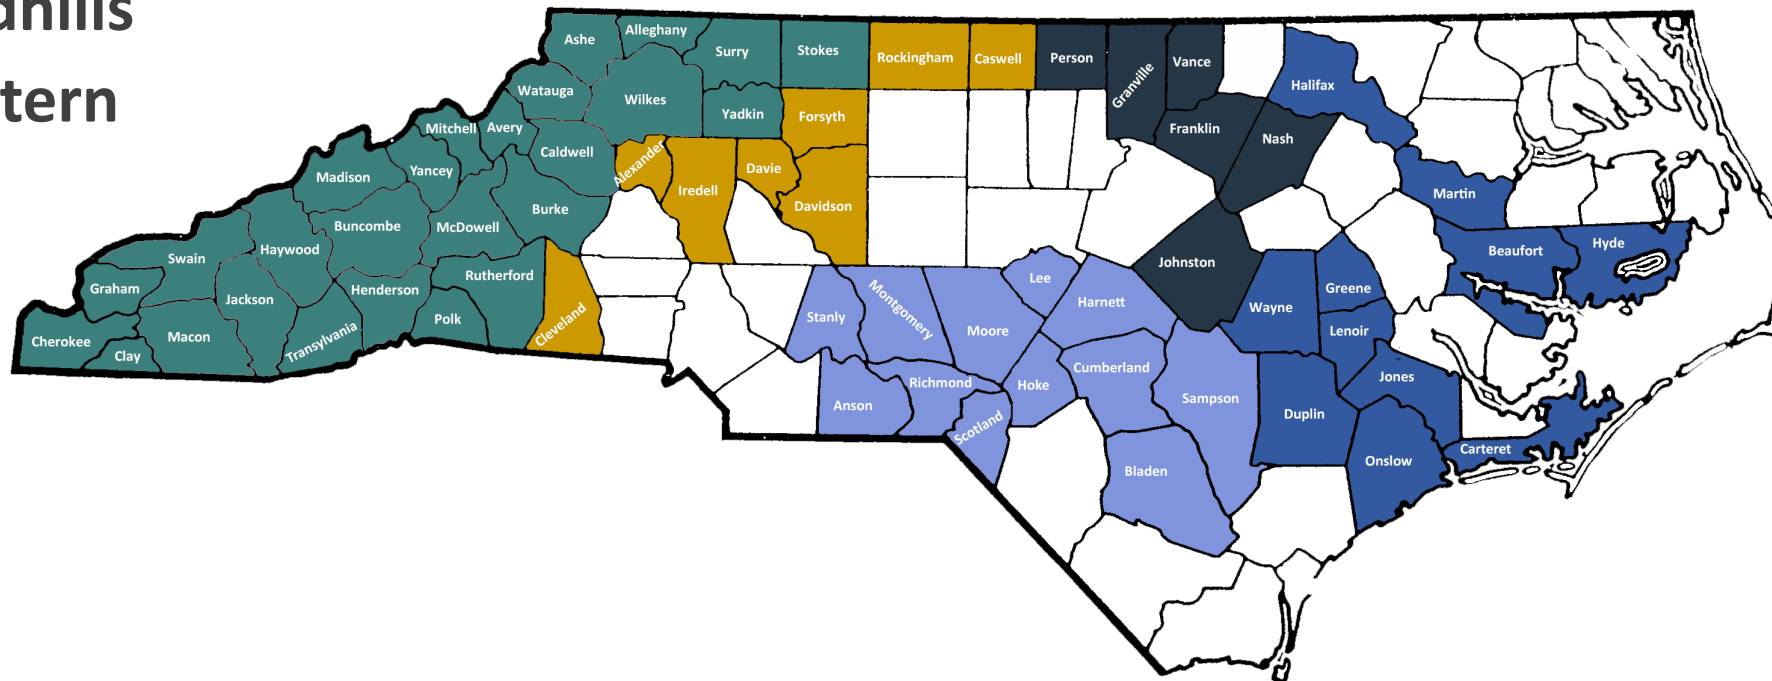 dhills
tern
Ashe
Alleghany
Surry
Stokes
Rockingham
Caswell
Person
Granville
Vance
Halifax
Watauga
Wilkes
Yadkin
Forsyth
Mitchell
Avery
Franklin
Nash
Caldwell
Alexander
Davie
Madison
Yancey
Iredell
Martin
Burke
Davidson
Buncombe
McDowell
Haywood
Swain
Beaufort
Hyde
Johnston
Rutherford
Lee
Graham
Jackson
Henderson
Harnett
Greene
Montgomery
Wayne
Polk
Cleveland
Stanly
Moore
Lenoir
Cherokee
Clay
Macon
Transylvania
Cumberland
Richmond
Hoke
Jones
Anson
Sampson
Duplin
Scotland
Bladen
Onslow
Carteret